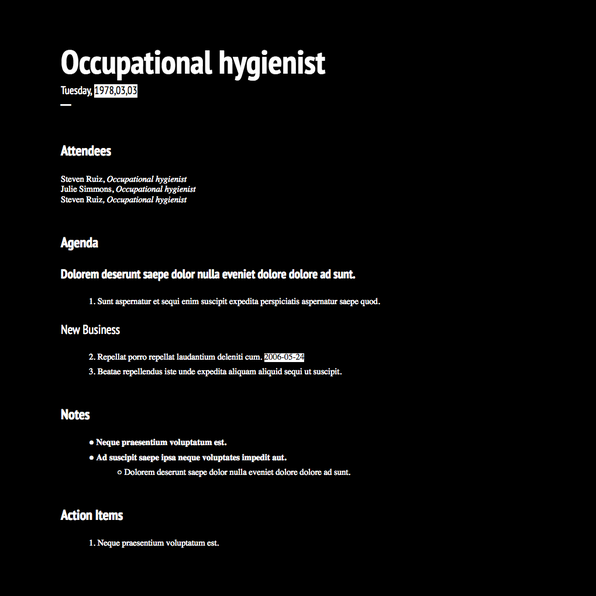 Occupational hygienist
Tuesday, 1978,03,03
Attendees
Steven Ruiz, Occupational hygienist
Julie Simmons, Occupational hygienist
Steven Ruiz, Occupational hygienist
Agenda
Dolorem deserunt saepe dolor nulla eveniet dolore dolore ad sunt.
1. Sunt aspernatur et sequi enim suscipit expedita perspiciatis aspernatur saepe quod.
New Business
2. Repellat porro repellat laudantium deleniti cum. 2006-05-24
3. Beatae repellendus iste unde expedita aliquam aliquid sequi ut suscipit.
Notes
● Neque praesentium voluptatum est.
● Ad suscipit saepe ipsa neque voluptates impedit aut.
○ Dolorem deserunt saepe dolor nulla eveniet dolore dolore ad sunt.
Action Items
1. Neque praesentium voluptatum est.